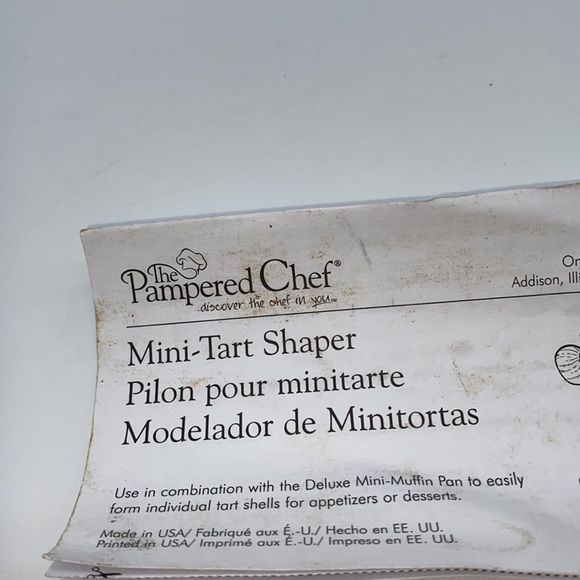 The
Pampered Chef®
discover the chef in you™
Mini-Tart Shaper
Pilon pour minitarte
Modelador de Minitortas
Addison,
Use in combination with the Deluxe Mini-Muffin Pan to easily
form individual tart shells for appetizers or desserts.
Made in USA/ Fabriqué aux É.-U./ Hecho en EE. UU.
Printed in USA/ Imprimé aux É.-U./ Impreso en EE. UU.